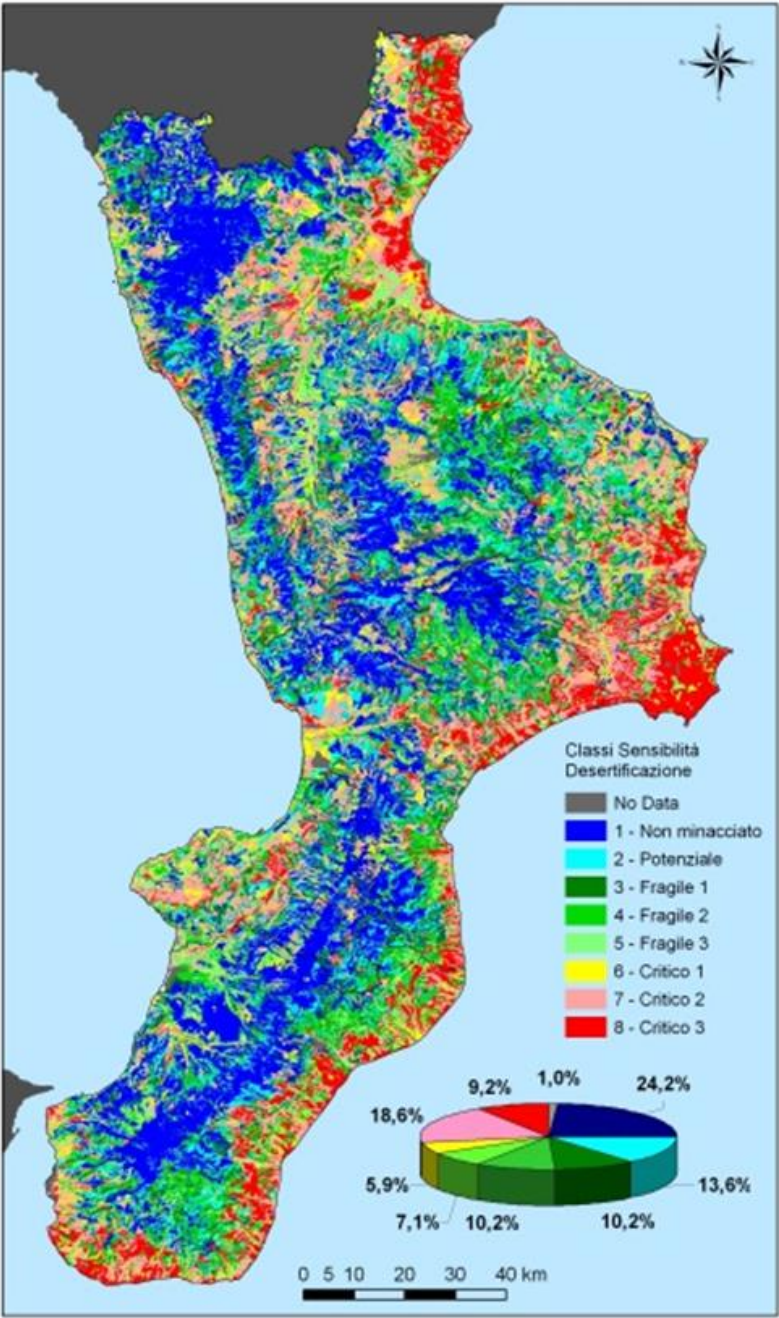 Classi Sensibilità
Desertificazione
No Data
1 - Non minacciato
2 - Potenziale
3 - Fragile 1
4 - Fragile 2
5 - Fragile 3
6 - Critico 1
7 - Critico 2
8 - Critico 3
1,0%
24,2%
9,2%
18,6%
5,9%
13,6%
7,1%
10,2%
10,2%
0 5 10 20 30 40 km